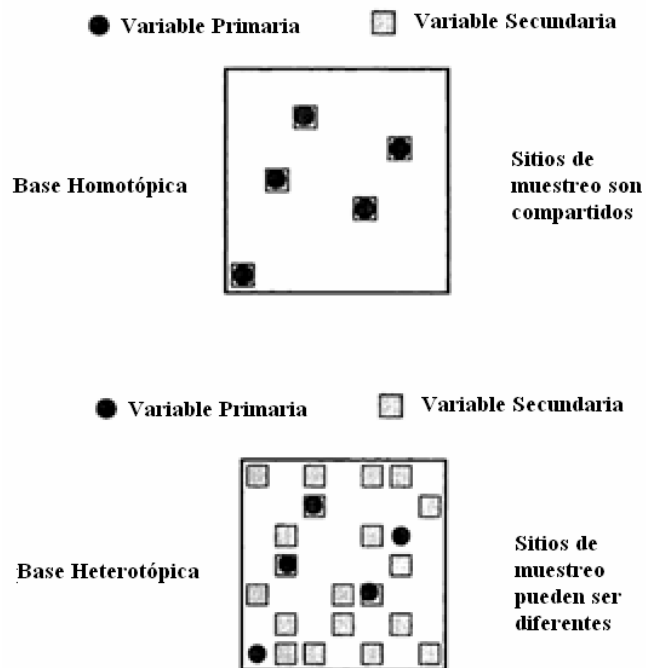 Variable Primaria
Variable Secundaria
Base Homotópica
Sitios de
muestreo son
compartidos
Variable Primaria
Variable Secundaria
Base Heterotópica
Sitios de
muestreo
pueden ser
diferentes